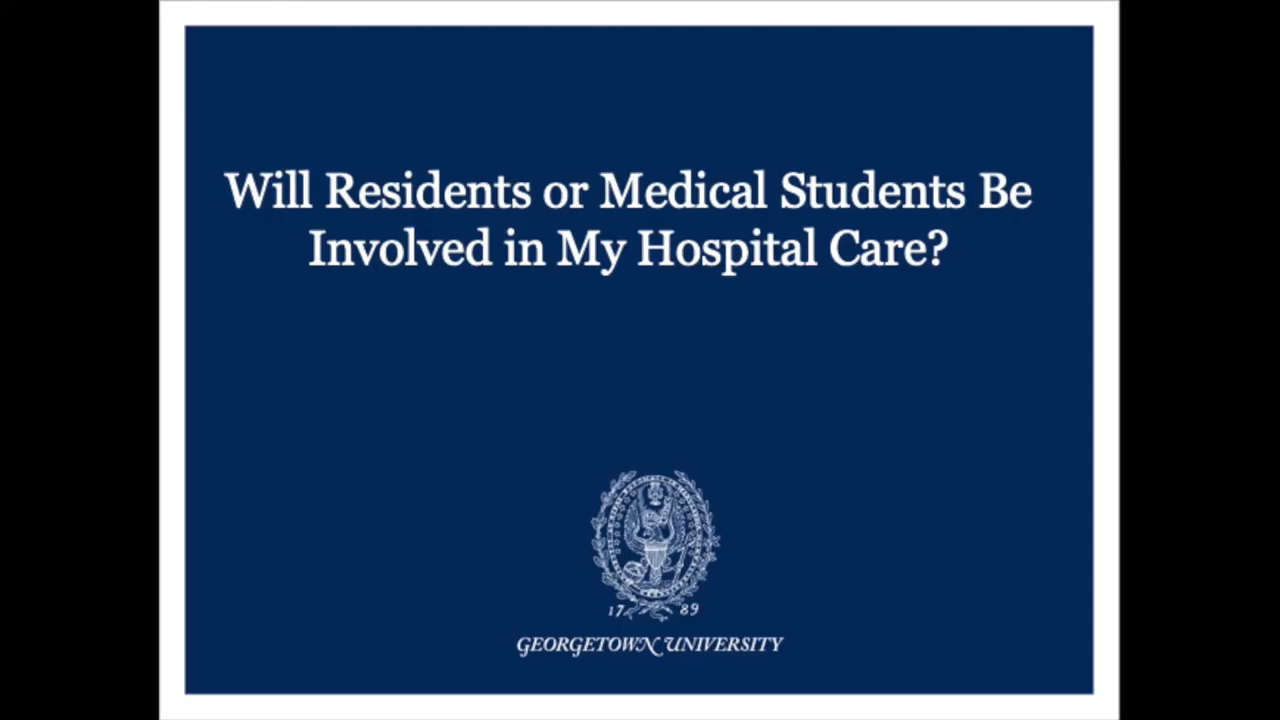 Will Residents or Medical Students Be
Involved in My Hospital Care?
17 89
GEORGETOWN UNIVERSITY